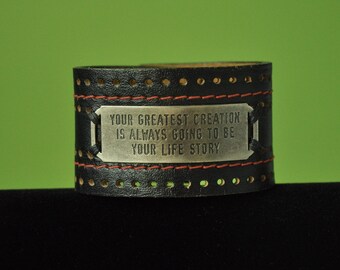 YOUR GREATEST CREATION
IS ALWAYS GOING TO BE
YOUR LIFE STORY